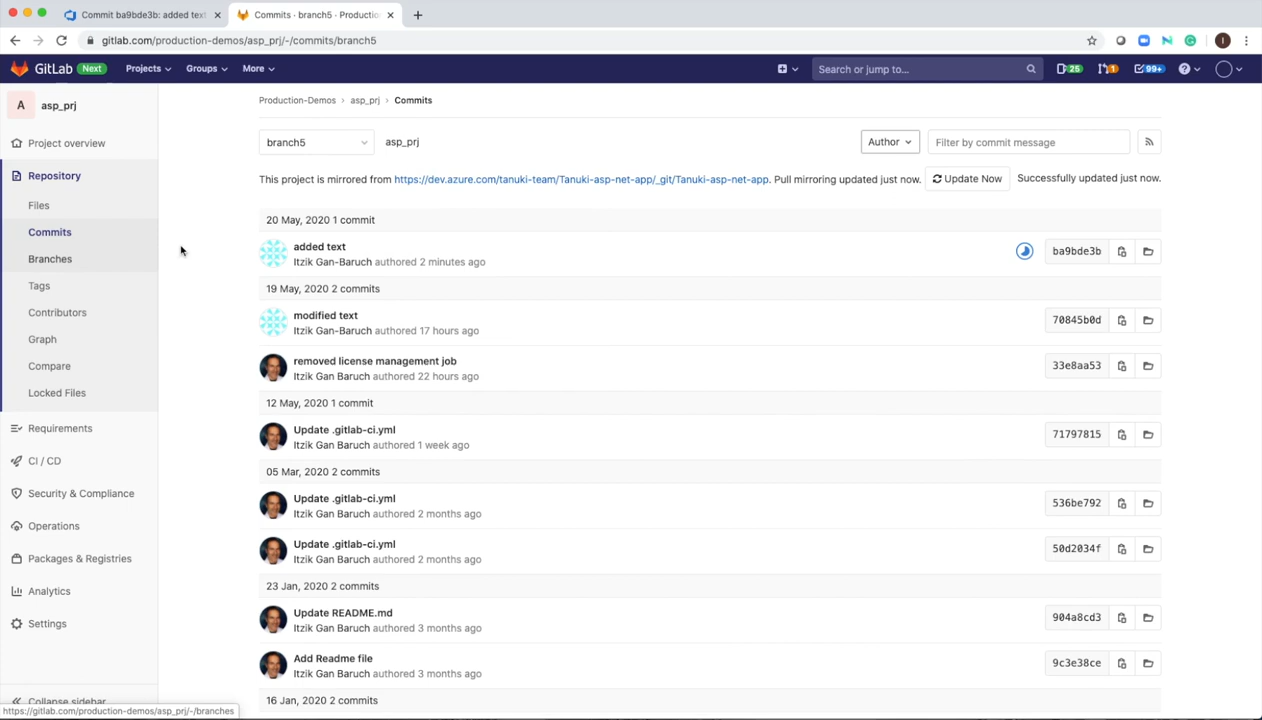 Commit ba9bde3b: added text
Commits · branch5 · Productio
gitlab.com/production-demos/asp_prj/-/commits/branch5
I
GitLab Next Projects Groups More Search or jump to... 25 1 99+
A asp_prj
Project overview
Repository
Files
Commits
Branches
Tags
Contributors
Graph
Compare
Locked Files
Requirements
CI / CD
Security & Compliance
Operations
Packages & Registries
Analytics
Settings
Collapse sidebar
https://gitlab.com/production-demos/asp_prj/-/branches
Production-Demos › asp_prj › Commits
branch5 asp_prj Author Filter by commit message
This project is mirrored from https://dev.azure.com/tanuki-team/Tanuki-asp-net-app/_git/Tanuki-asp-net-app. Pull mirroring updated just now. Update Now Successfully updated just now.
20 May, 2020 1 commit
added text
Itzik Gan-Baruch authored 2 minutes ago
ba9bde3b
19 May, 2020 2 commits
modified text
Itzik Gan-Baruch authored 17 hours ago
70845b0d
removed license management job
Itzik Gan Baruch authored 22 hours ago
33e8aa53
12 May, 2020 1 commit
Update .gitlab-ci.yml
Itzik Gan Baruch authored 1 week ago
71797815
05 Mar, 2020 2 commits
Update .gitlab-ci.yml
Itzik Gan Baruch authored 2 months ago
536be792
Update .gitlab-ci.yml
Itzik Gan Baruch authored 2 months ago
50d2034f
23 Jan, 2020 2 commits
Update README.md
Itzik Gan Baruch authored 3 months ago
904a8cd3
Add Readme file
Itzik Gan Baruch authored 3 months ago
9c3e38ce
16 Jan, 2020 2 commits